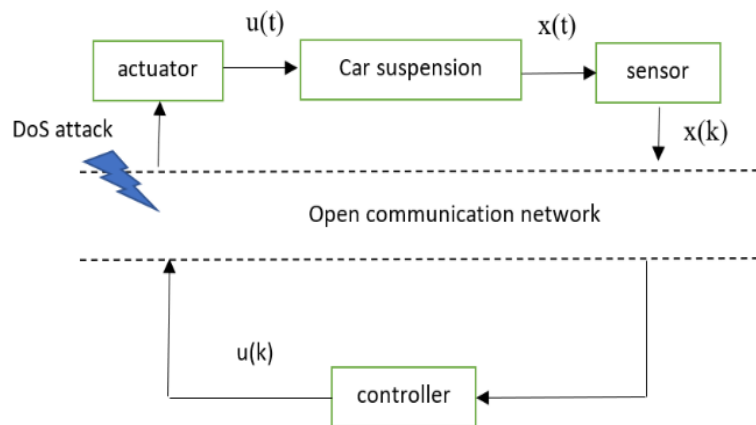 u(t)
x(t)
actuator
Car suspension
sensor
DoS attack
x(k)
Open communication network
u(k)
controller